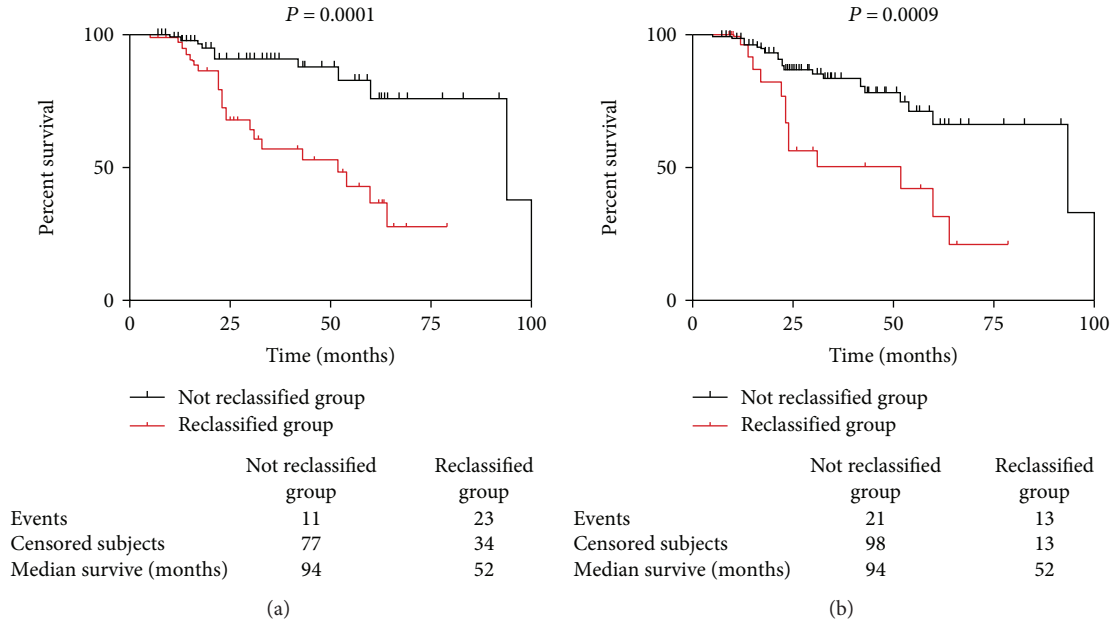 P = 0.0001
100
50
0
Percent survival
0 25 50 75 100
Time (months)
Not reclassified group
Reclassified group
Not reclassified group Reclassified group
Events 11 23
Censored subjects 77 34
Median survive (months) 94 52
(a)
P = 0.0009
100
50
0
Percent survival
0 25 50 75 100
Time (months)
Not reclassified group
Reclassified group
Not reclassified group Reclassified group
Events 21 13
Censored subjects 98 13
Median survive (months) 94 52
(b)